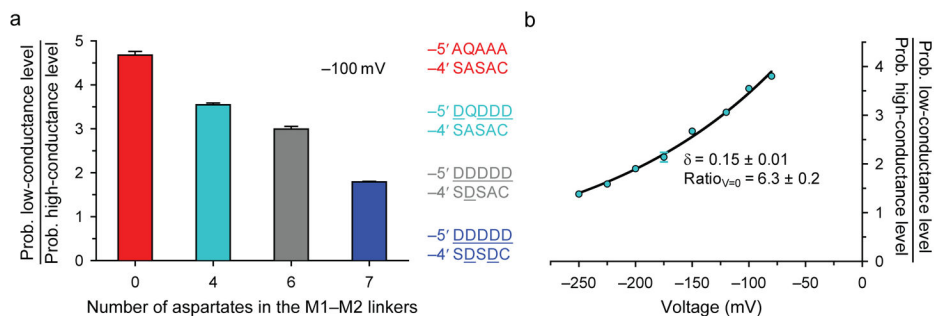 a
Prob. low-conductance level
Prob. high-conductance level
5
4
3
2
1
0
–100 mV
0
4
6
7
Number of aspartates in the M1–M2 linkers
–5′ AQAAA
–4′ SASAC
–5′ DQDDD
–4′ SASAC
–5′ DDDDD
–4′ SDSAC
–5′ DDDDD
–4′ SDSDC
b
δ = 0.15 ± 0.01
Ratio V=0 = 6.3 ± 0.2
4
3
2
1
0
Prob. low-conductance level
Prob. high-conductance level
–250
–200
–150
–100
–50
0
Voltage (mV)